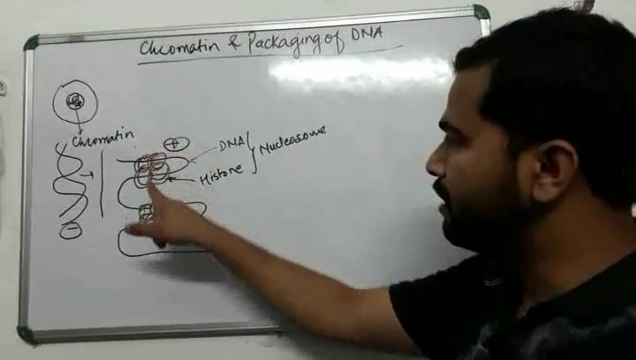 Chromatin & Packaging of DNA
Chromatin
+
DNA
Nucleosome
Histone
-